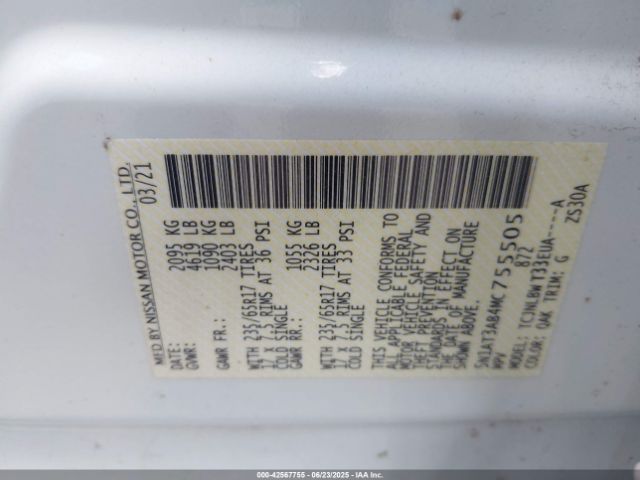 MFD BY NISSAN MOTOR CO., LTD.
DATE: 03/21
GVWR: 2095 KG
4619 LB
GAWR FR.: 1090 KG
2403 LB
WITH 235/65R17 TIRES
17 X 7.5 RIMS AT 36 PSI
COLD SINGLE
GAWR RR.: 1055 KG
2326 LB
WITH 235/65R17 TIRES
17 X 7.5 RIMS AT 33 PSI
COLD SINGLE
THIS VEHICLE CONFORMS TO
ALL APPLICABLE FEDERAL
MOTOR VEHICLE SAFETY AND
STANDARDS IN EFFECT ON
THE DATE OF MANUFACTURE
SHOWN ABOVE.
5N1AT3AB4MC755505
MPV 872
TYPE: TCJNLBW T33EUA-----A
COLOR: QAK TRIM: G ZS30A
000-42567755 - 06/23/2025 - IAA Inc.